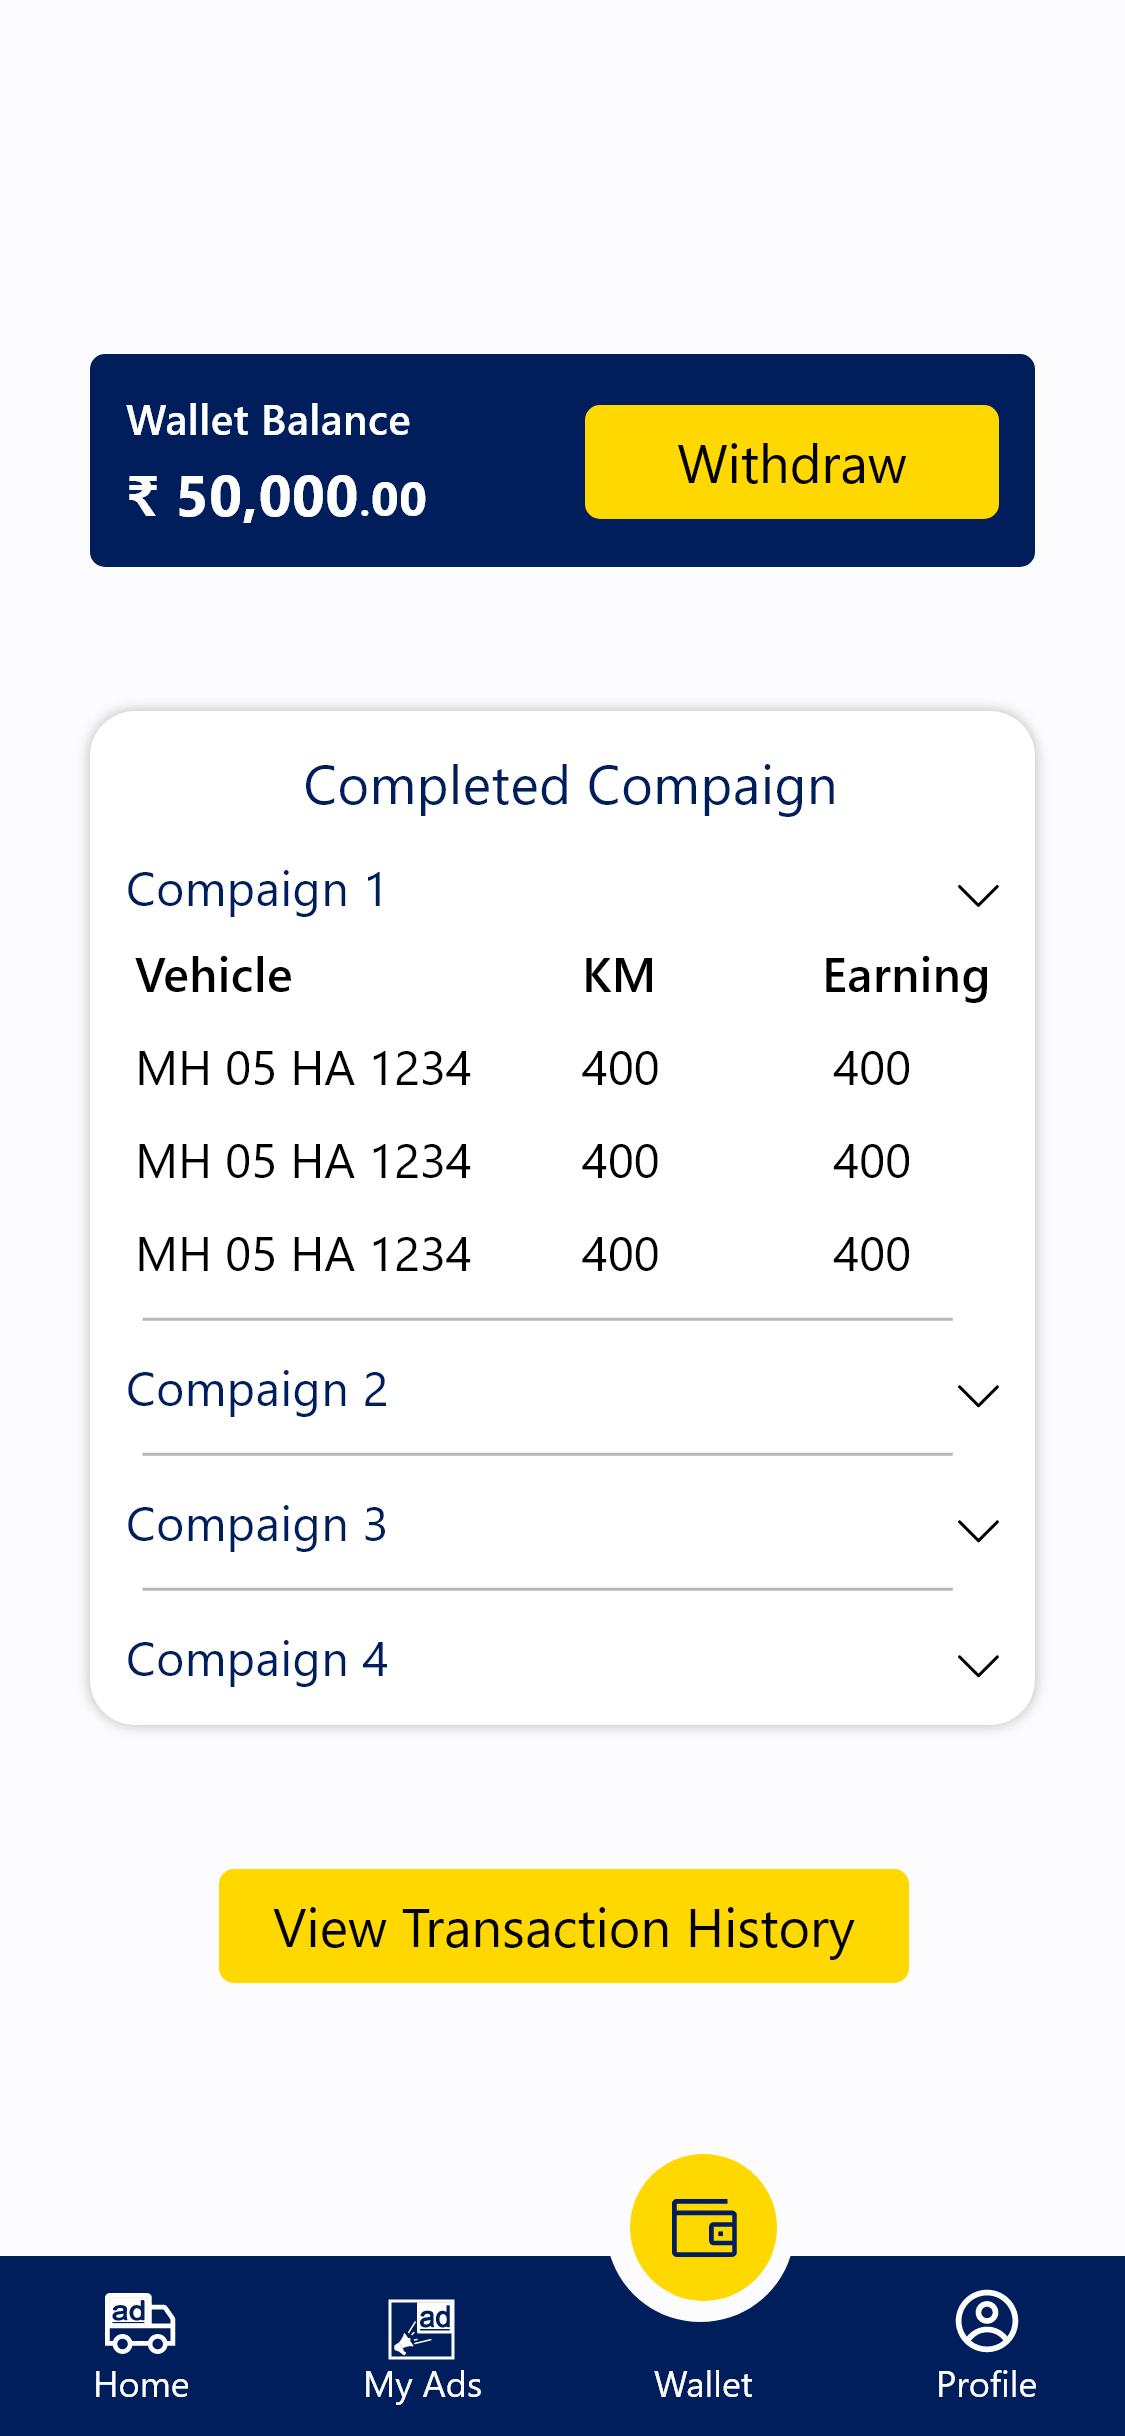 Wallet Balance
₹ 50,000.00
Withdraw
Completed Compaign
Compaign 1
Vehicle KM Earning
MH 05 HA 1234 400 400
MH 05 HA 1234 400 400
MH 05 HA 1234 400 400
Compaign 2
Compaign 3
Compaign 4
View Transaction History
ad
ad
Home My Ads Wallet Profile